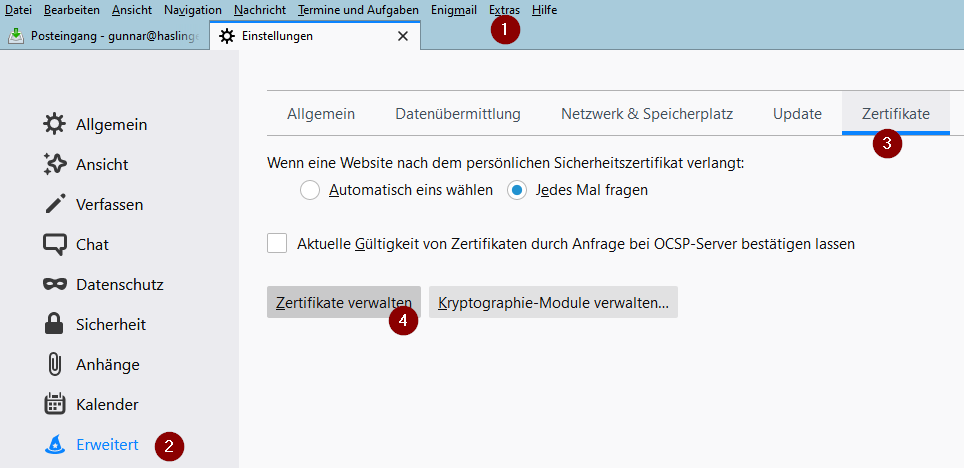 Datei Bearbeiten Ansicht Navigation Nachricht Termine und Aufgaben Enigmail Extras Hilfe
1
Posteingang - gunnar@hasling
Einstellungen
Allgemein Datenübermittlung Netzwerk & Speicherplatz Update Zertifikate
3
Allgemein
Ansicht
Verfassen
Chat
Datenschutz
Sicherheit
Anhänge
Kalender
Erweitert
2
Wenn eine Website nach dem persönlichen Sicherheitszertifikat verlangt:
Automatisch eins wählen Jedes Mal fragen
Aktuelle Gültigkeit von Zertifikaten durch Anfrage bei OCSP-Server bestätigen lassen
Zertifikate verwalten Kryptographie-Module verwalten...
4